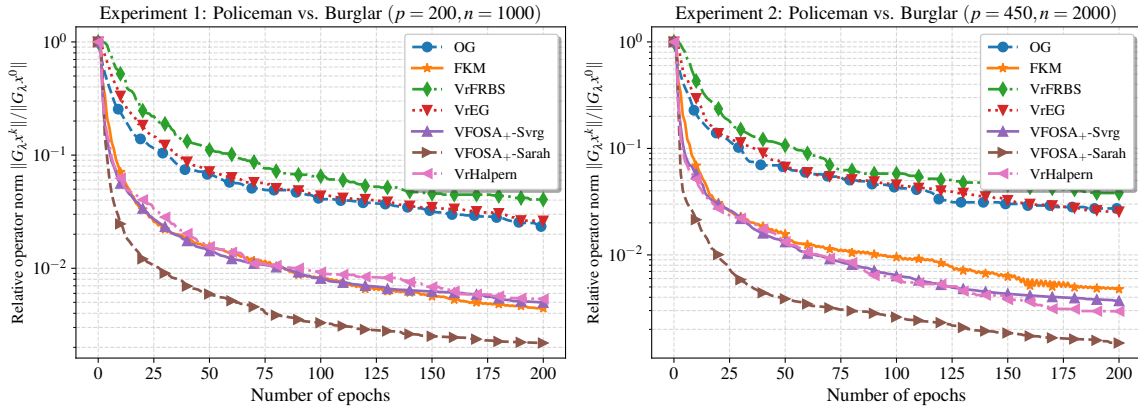 Experiment 1: Policeman vs. Burglar (p = 200, n = 1000)
Relative operator norm ||G_λ x^k||/||G_λ x^0||
10^0
10^−1
10^−2
OG
FKM
VrFRBS
VrEG
VFOSA₊-Svrg
VFOSA₊-Sarah
VrHalpern
0 25 50 75 100 125 150 175 200
Number of epochs
Experiment 2: Policeman vs. Burglar (p = 450, n = 2000)
Relative operator norm ||G_λ x^k||/||G_λ x^0||
10^0
10^−1
10^−2
OG
FKM
VrFRBS
VrEG
VFOSA₊-Svrg
VFOSA₊-Sarah
VrHalpern
0 25 50 75 100 125 150 175 200
Number of epochs